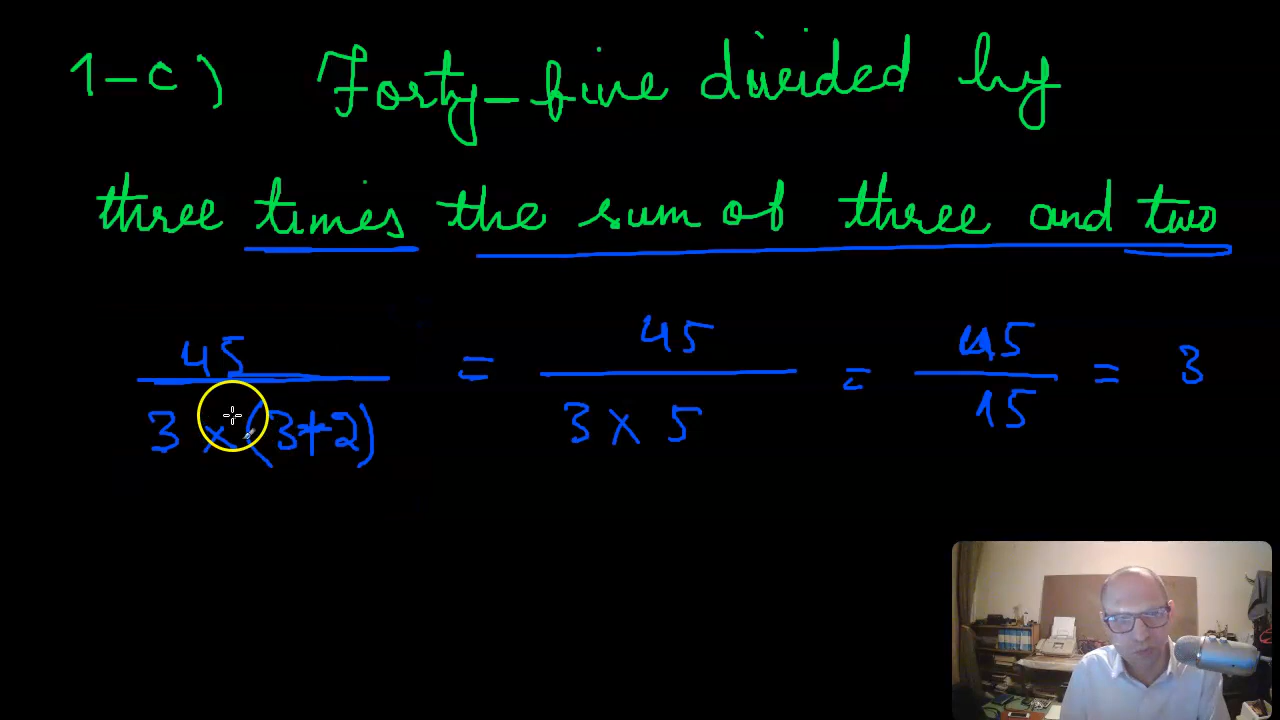 1-c) Forty-five divided by
three times the sum of three and two
45 / 3 × (3+2) = 45 / 3 × 5 = 45 / 15 = 3